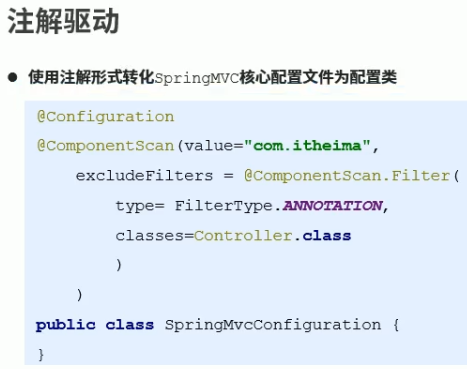 注解驱动
● 使用注解形式转化SpringMVC核心配置文件为配置类
@Configuration
@ComponentScan(value="com.itheima",
excludeFilters = @ComponentScan.Filter(
type= FilterType.ANNOTATION,
classes=Controller.class
)
)
public class SpringMvcConfiguration {
}